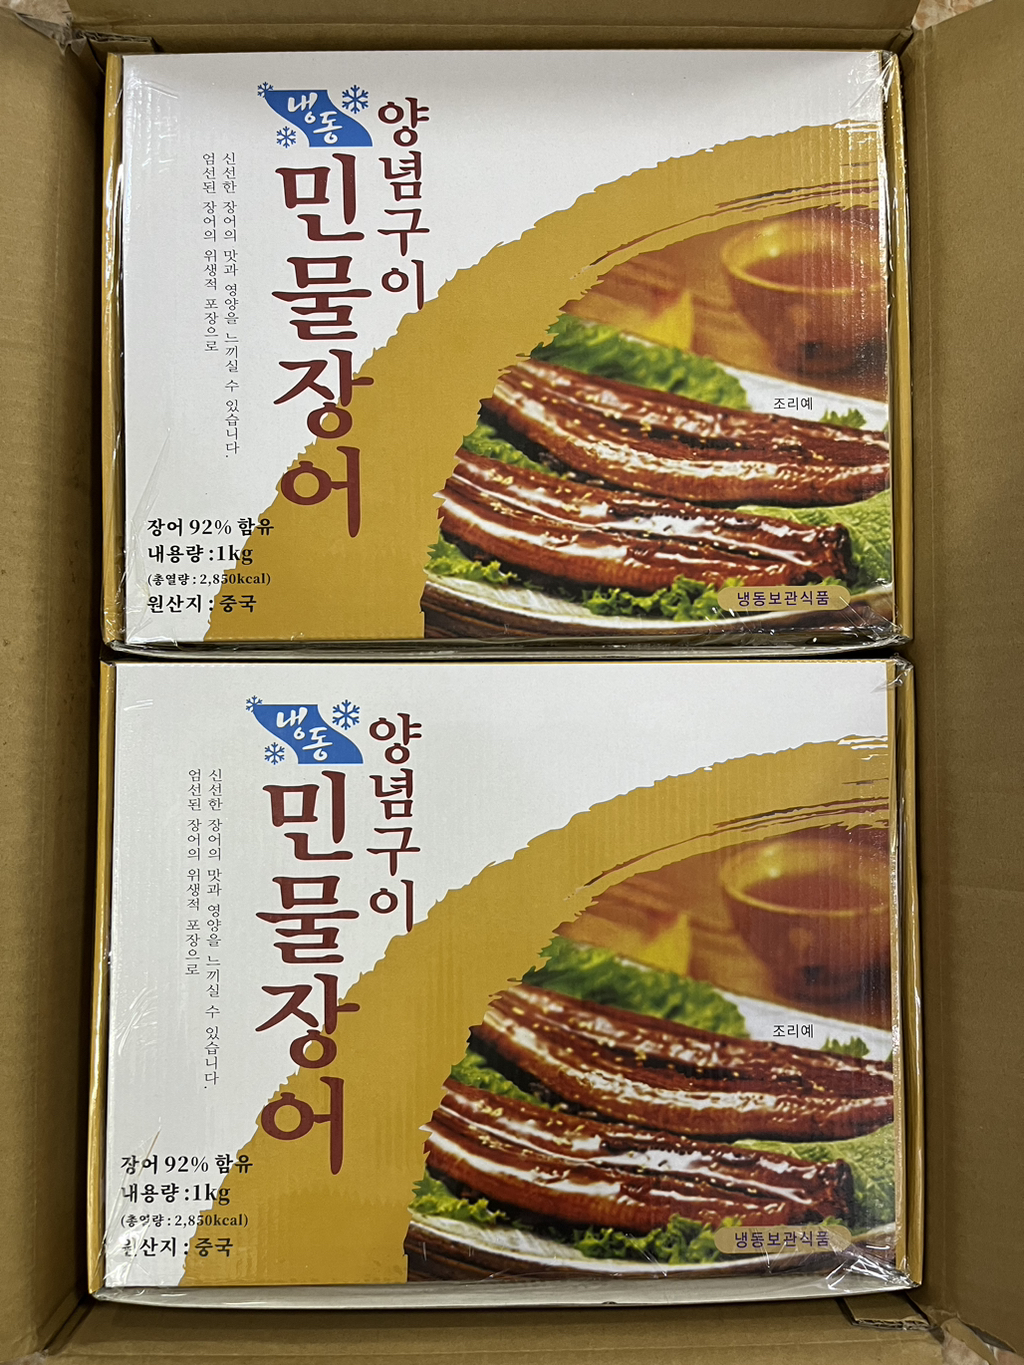 냉동
양념구이
민물장어
신선한 장어의 맛과 영양을 느끼실 수 있습니다.
엄선된 장어의 위생적 포장으로
조리예
장어 92% 함유
내용량 :1kg
(총열량 : 2,850kcal)
원산지 : 중국
냉동보관식품
냉동
양념구이
민물장어
신선한 장어의 맛과 영양을 느끼실 수 있습니다.
엄선된 장어의 위생적 포장으로
조리예
장어 92% 함유
내용량 :1kg
(총열량 : 2,850kcal)
원산지 : 중국
냉동보관식품